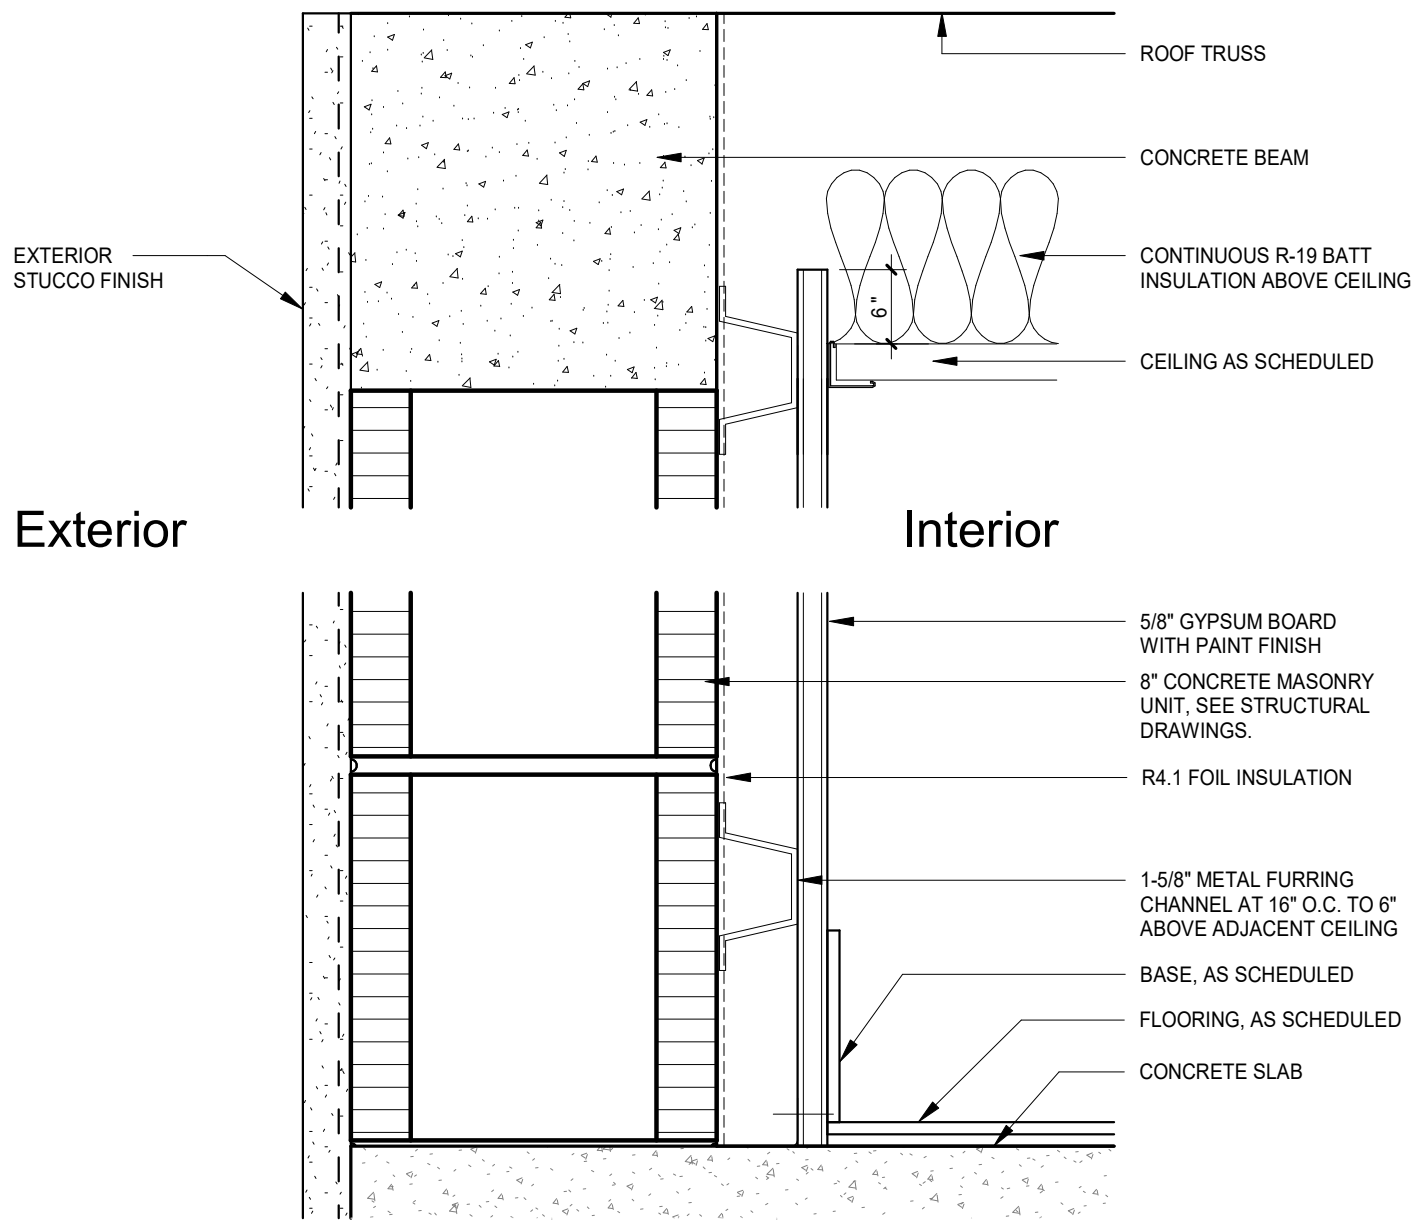 ROOF TRUSS
CONCRETE BEAM
EXTERIOR
STUCCO FINISH
CONTINUOUS R-19 BATT
INSULATION ABOVE CEILING
6"
CEILING AS SCHEDULED
Exterior
Interior
5/8" GYPSUM BOARD
WITH PAINT FINISH
8" CONCRETE MASONRY
UNIT, SEE STRUCTURAL
DRAWINGS.
R4.1 FOIL INSULATION
1-5/8" METAL FURRING
CHANNEL AT 16" O.C. TO 6"
ABOVE ADJACENT CEILING
BASE, AS SCHEDULED
FLOORING, AS SCHEDULED
CONCRETE SLAB